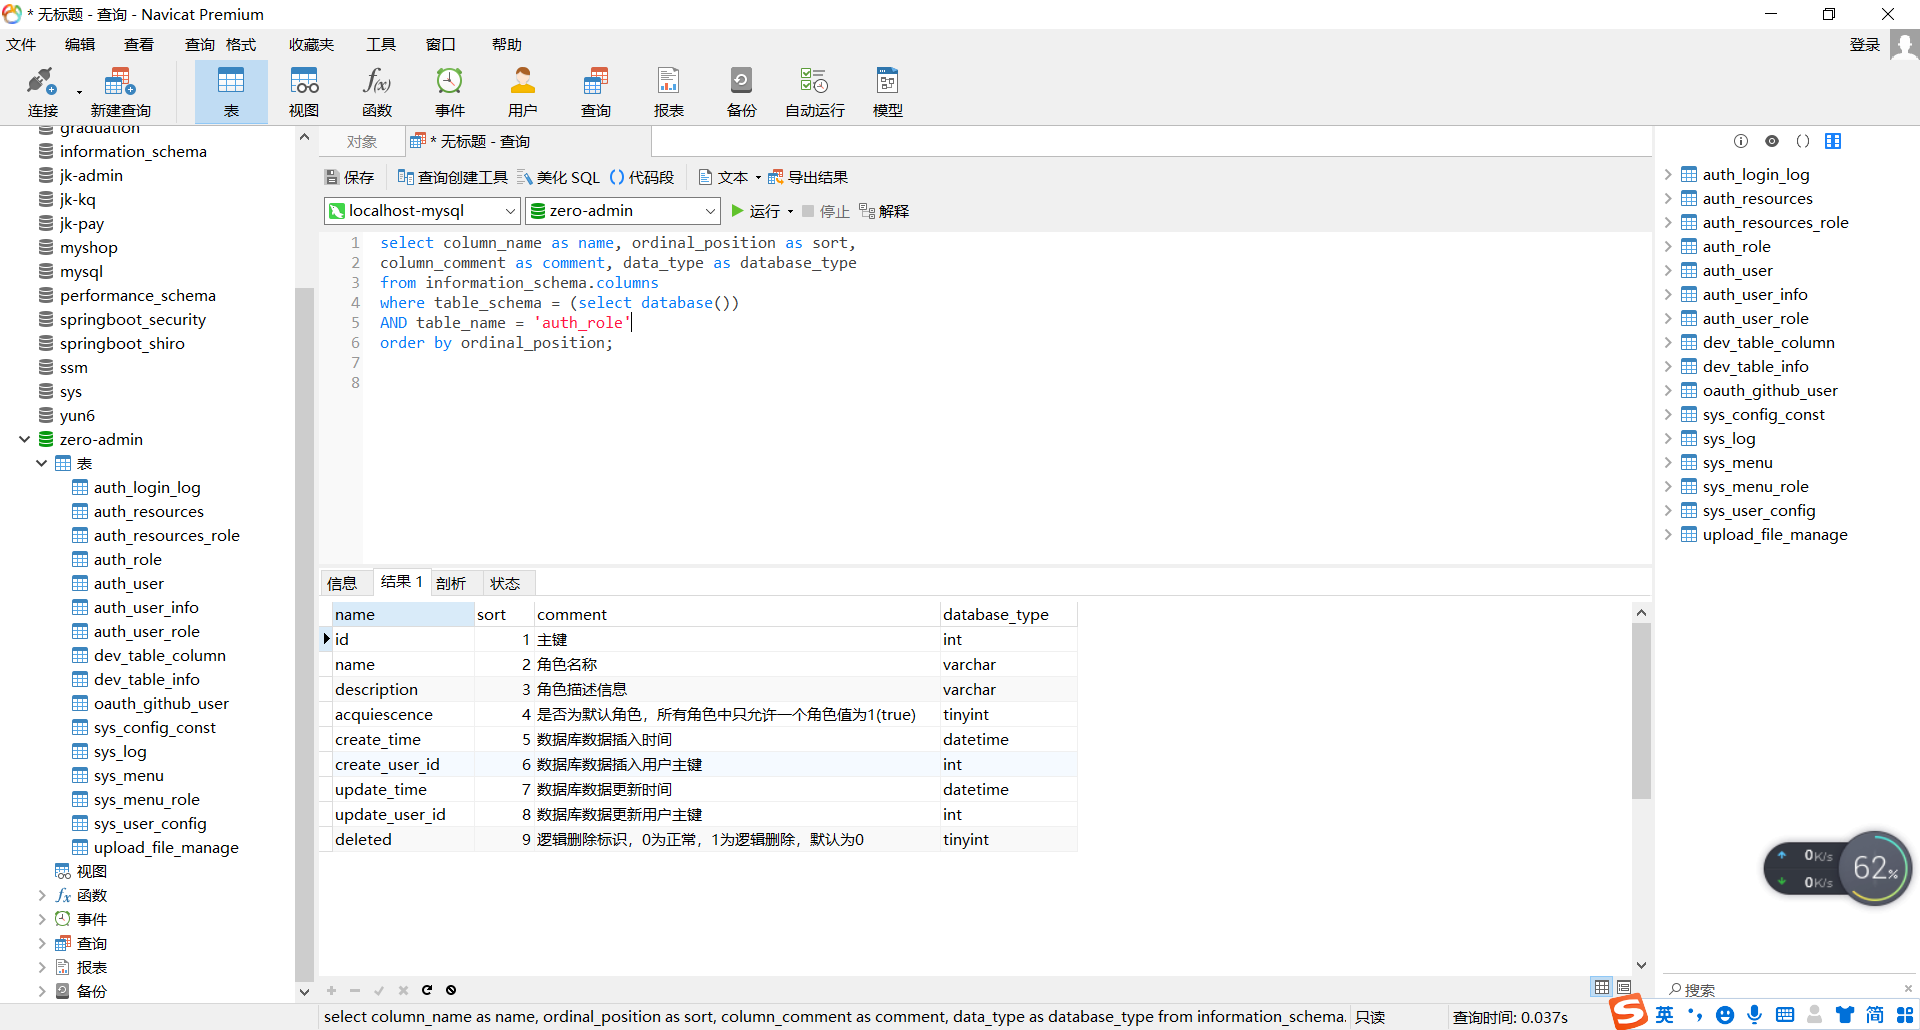 * 无标题 - 查询 - Navicat Premium
文件 编辑 查看 查询 格式 收藏夹 工具 窗口 帮助 登录
连接 新建查询 表 视图 函数 事件 用户 查询 报表 备份 自动运行 模型
graduation
information_schema
jk-admin
jk-kq
jk-pay
myshop
mysql
performance_schema
springboot_security
springboot_shiro
ssm
sys
yun6
zero-admin
表
auth_login_log
auth_resources
auth_resources_role
auth_role
auth_user
auth_user_info
auth_user_role
dev_table_column
dev_table_info
oauth_github_user
sys_config_const
sys_log
sys_menu
sys_menu_role
sys_user_config
upload_file_manage
视图
函数
事件
查询
报表
备份
对象 * 无标题 - 查询
保存 查询创建工具 美化 SQL () 代码段 文本 导出结果
localhost-mysql zero-admin 运行 停止 解释
1 select column_name as name, ordinal_position as sort,
2 column_comment as comment, data_type as database_type
3 from information_schema.columns
4 where table_schema = (select database())
5 AND table_name = 'auth_role'
6 order by ordinal_position;
7
8
信息 结果 1 剖析 状态
name sort comment database_type
id 1 主键 int
name 2 角色名称 varchar
description 3 角色描述信息 varchar
acquiescence 4 是否为默认角色，所有角色中只允许一个角色值为1(true) tinyint
create_time 5 数据库数据插入时间 datetime
create_user_id 6 数据库数据插入用户主键 int
update_time 7 数据库数据更新时间 datetime
update_user_id 8 数据库数据更新用户主键 int
deleted 9 逻辑删除标识，0为正常，1为逻辑删除，默认为0 tinyint
select column_name as name, ordinal_position as sort, column_comment as comment, data_type as database_type from information_schema. 只读 查询时间: 0.037s
auth_login_log
auth_resources
auth_resources_role
auth_role
auth_user
auth_user_info
auth_user_role
dev_table_column
dev_table_info
oauth_github_user
sys_config_const
sys_log
sys_menu
sys_menu_role
sys_user_config
upload_file_manage
0K/s
0K/s
62%
搜索
S 英 简